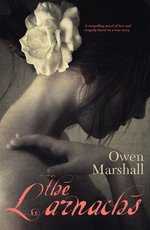 A compelling novel of love and
tragedy based on a true story
Owen
Marshall
the
Larnachs